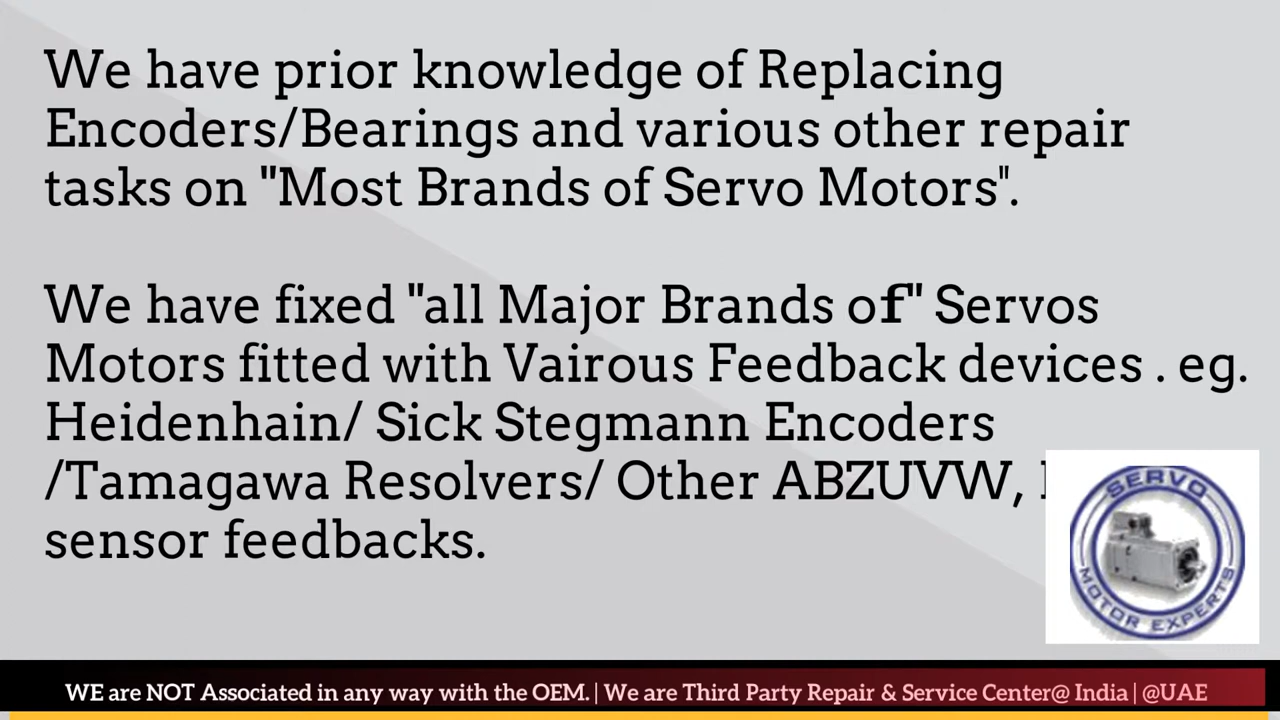 We have prior knowledge of Replacing
Encoders/Bearings and various other repair
tasks on "Most Brands of Servo Motors".
We have fixed "all Major Brands of" Servos
Motors fitted with Vairous Feedback devices . eg.
Heidenhain/ Sick Stegmann Encoders
/Tamagawa Resolvers/ Other ABZUVW,
sensor feedbacks.
SERVO
MOTOR EXPERTS
WE are NOT Associated in any way with the OEM. | We are Third Party Repair & Service Center@ India | @UAE